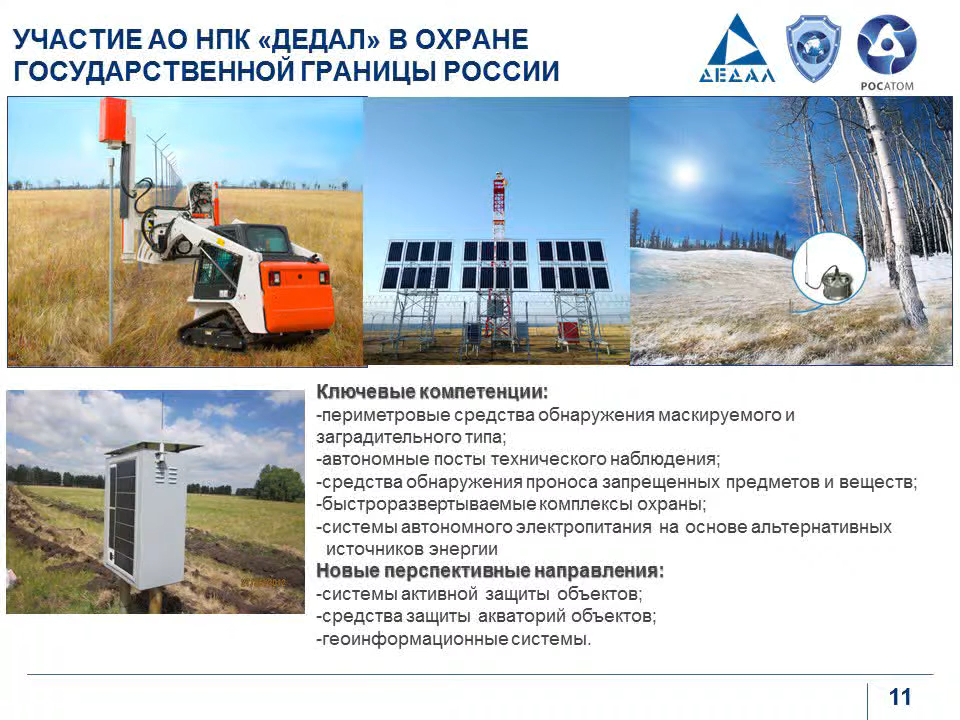 УЧАСТИЕ АО НПК «ДЕДАЛ» В ОХРАНЕ
ГОСУДАРСТВЕННОЙ ГРАНИЦЫ РОССИИ
ДЕДАЛ
РОСАТОМ
Ключевые компетенции:
-периметровые средства обнаружения маскируемого и
заградительного типа;
-автономные посты технического наблюдения;
-средства обнаружения проноса запрещенных предметов и веществ;
-быстроразвертываемые комплексы охраны;
-системы автономного электропитания на основе альтернативных
источников энергии
Новые перспективные направления:
-системы активной защиты объектов;
-средства защиты акваторий объектов;
-геоинформационные системы.
11